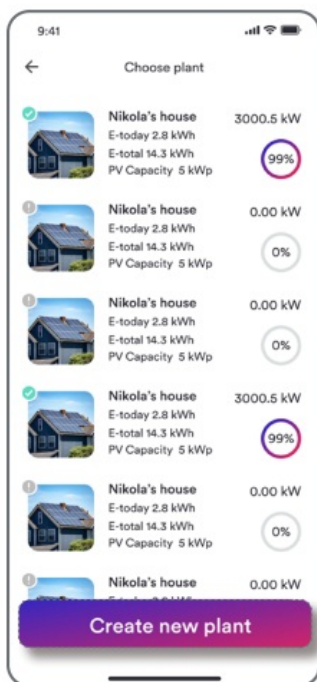 9:41
Choose plant
Nikola's house 3000.5 kW
E-today 2.8 kWh
E-total 14.3 kWh 99%
PV Capacity 5 kWp
Nikola's house 0.00 kW
E-today 2.8 kWh
E-total 14.3 kWh 0%
PV Capacity 5 kWp
Nikola's house 0.00 kW
E-today 2.8 kWh
E-total 14.3 kWh 0%
PV Capacity 5 kWp
Nikola's house 3000.5 kW
E-today 2.8 kWh
E-total 14.3 kWh 99%
PV Capacity 5 kWp
Nikola's house 0.00 kW
E-today 2.8 kWh
E-total 14.3 kWh 0%
PV Capacity 5 kWp
Nikola's house 0.00 kW
Create new plant